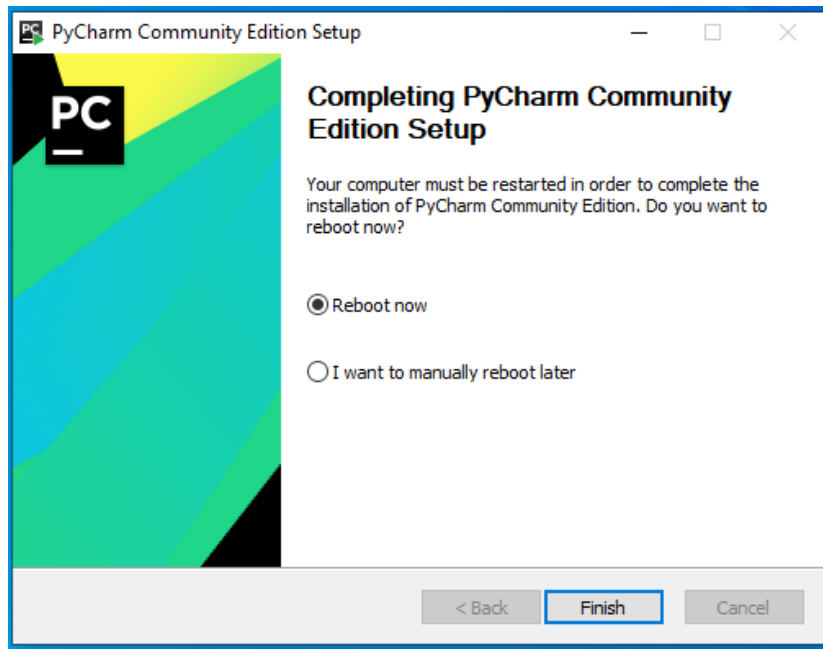 PyCharm Community Edition Setup
PC
Completing PyCharm Community
Edition Setup
Your computer must be restarted in order to complete the
installation of PyCharm Community Edition. Do you want to
reboot now?
Reboot now
I want to manually reboot later
< Back
Finish
Cancel